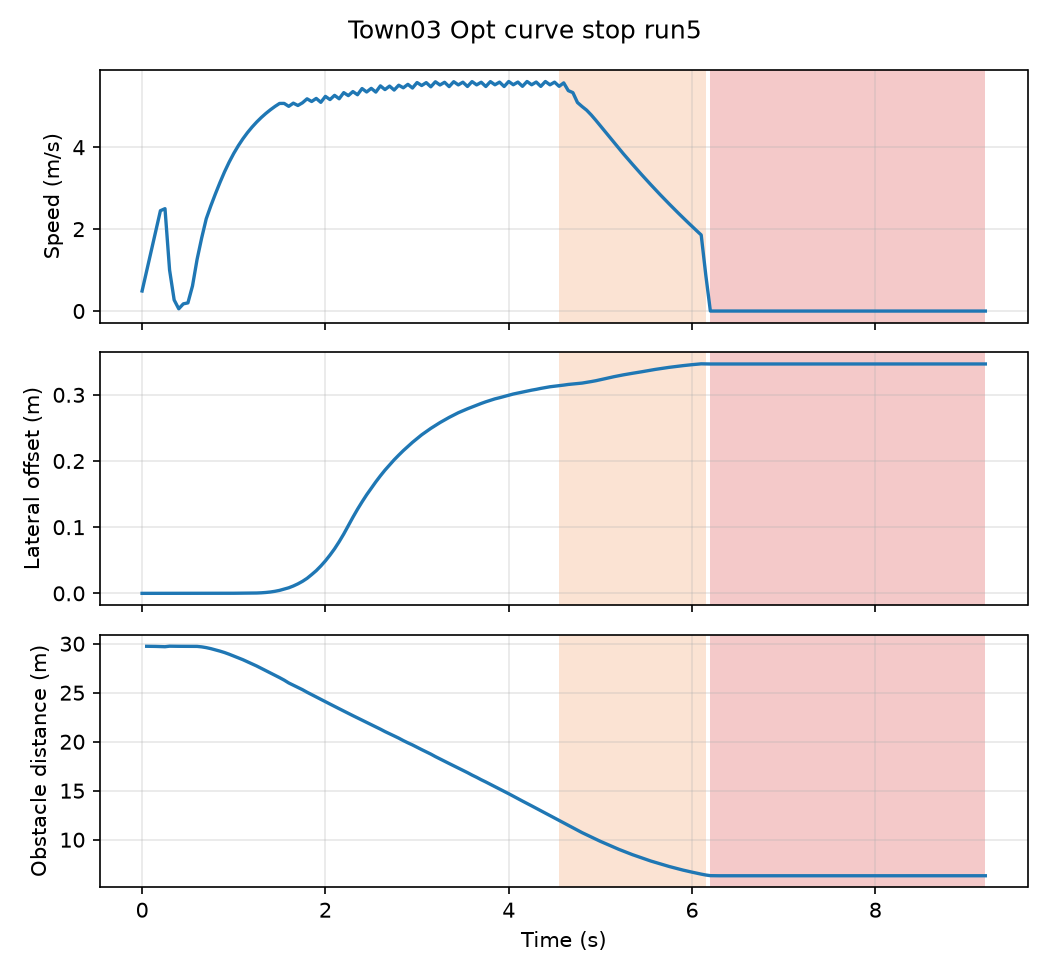 Town03 Opt curve stop run5
Speed (m/s)
4
2
0
Lateral offset (m)
0.3
0.2
0.1
0.0
Obstacle distance (m)
30
25
20
15
10
0 2 4 6 8
Time (s)